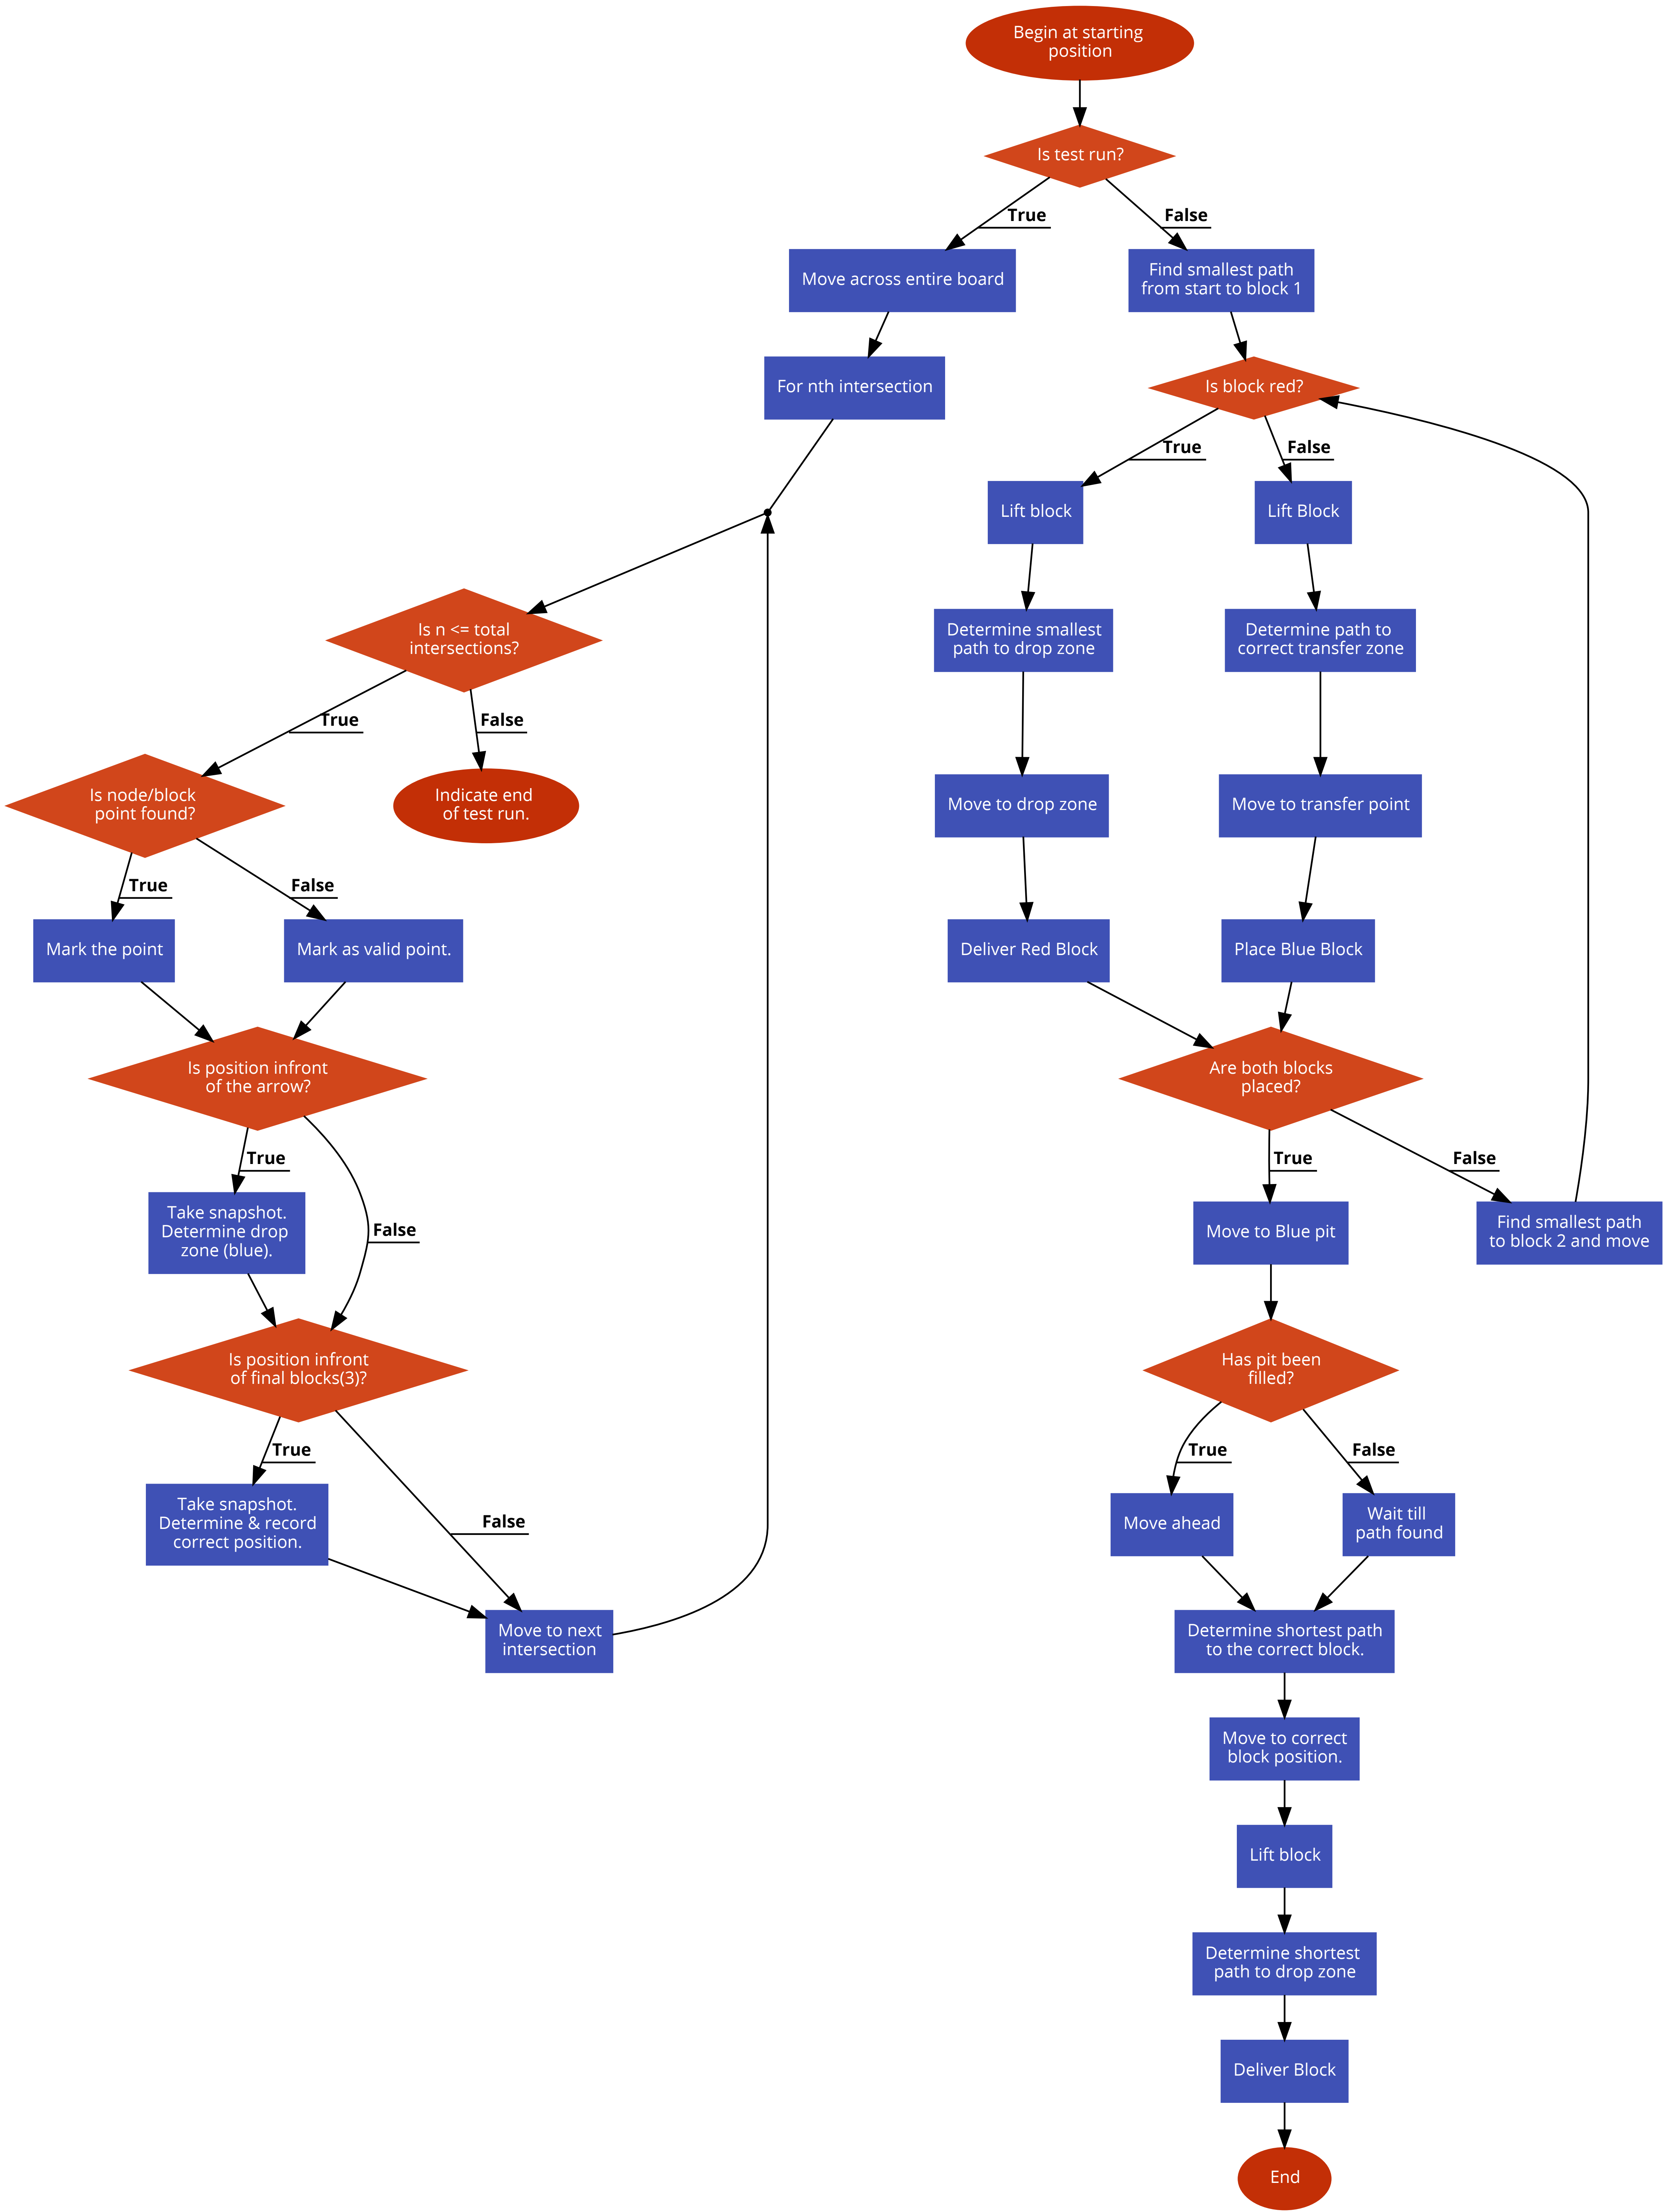 Begin at starting
position
Is test run?
True
False
Move across entire board
Find smallest path
from start to block 1
For nth intersection
Is block red?
True
False
Lift block
Lift Block
Is n <= total
intersections?
Determine smallest
path to drop zone
Determine path to
correct transfer zone
True
False
Is node/block
point found?
Indicate end
of test run.
Move to drop zone
Move to transfer point
True
False
Mark the point
Mark as valid point.
Deliver Red Block
Place Blue Block
Is position infront
of the arrow?
Are both blocks
placed?
True
False
True
False
Take snapshot.
Determine drop
zone (blue).
Move to Blue pit
Find smallest path
to block 2 and move
Is position infront
of final blocks(3)?
Has pit been
filled?
True
False
True
False
Take snapshot.
Determine & record
correct position.
Move ahead
Wait till
path found
Move to next
intersection
Determine shortest path
to the correct block.
Move to correct
block position.
Lift block
Determine shortest
path to drop zone
Deliver Block
End